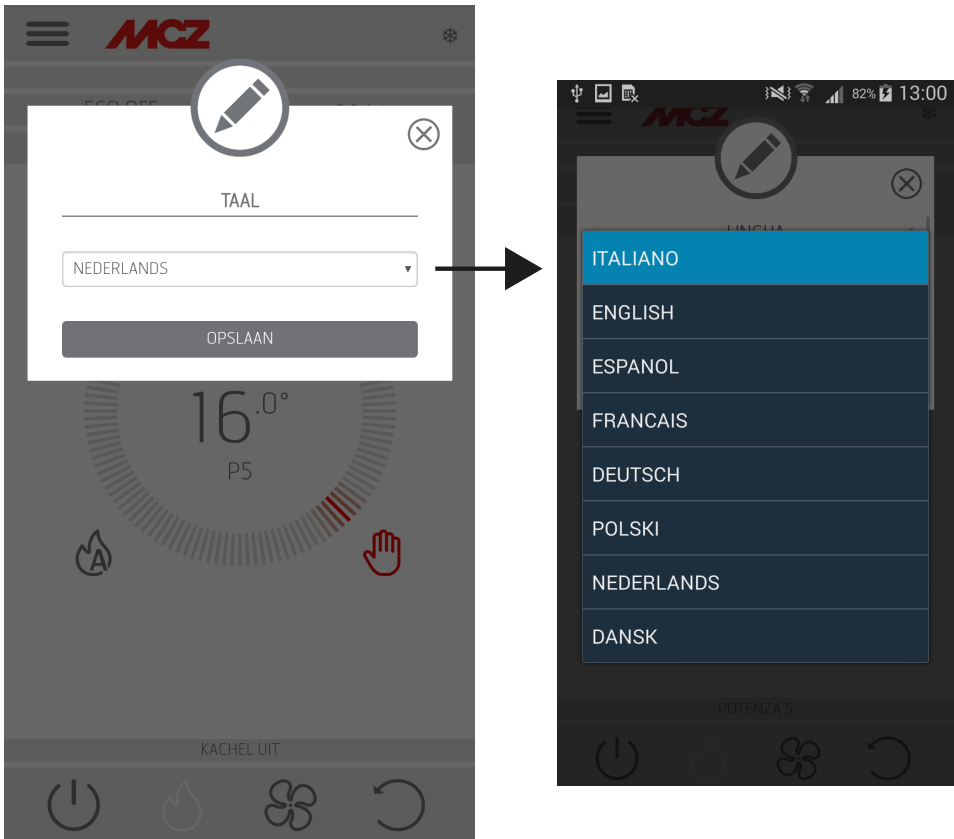 MCZ
TAAL
NEDERLANDS
OPSLAAN
16.0°
P5
A
KACHEL UIT
82% 13:00
MCZ
LINGUA
ITALIANO
ENGLISH
ESPANOL
FRANCAIS
DEUTSCH
POLSKI
NEDERLANDS
DANSK
POTENZA 5